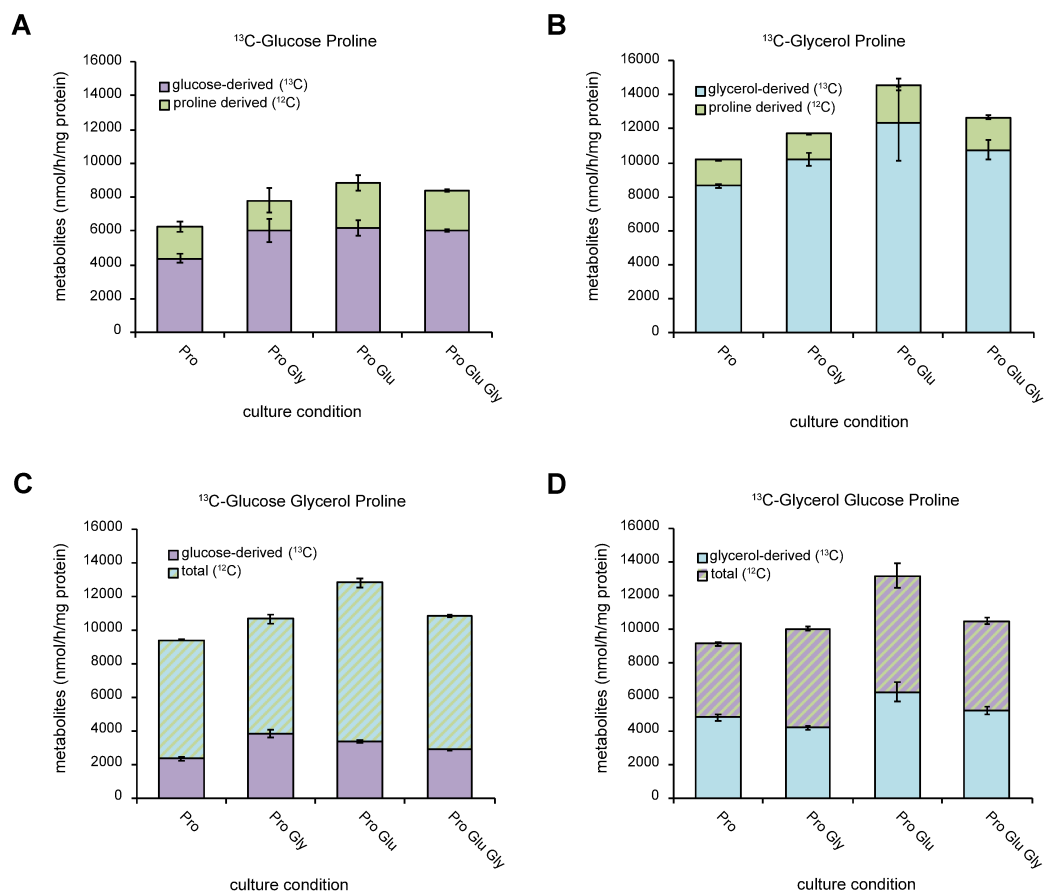 A
¹³C-Glucose Proline
metabolites (nmol/h/mg protein)
16000
14000
12000
10000
8000
6000
4000
2000
0
glucose-derived (¹³C)
proline derived (¹²C)
Pro
Pro Gly
Pro Glu
Pro Glu Gly
culture condition
B
¹³C-Glycerol Proline
metabolites (nmol/h/mg protein)
16000
14000
12000
10000
8000
6000
4000
2000
0
glycerol-derived (¹³C)
proline derived (¹²C)
Pro
Pro Gly
Pro Glu
Pro Glu Gly
culture condition
C
¹³C-Glucose Glycerol Proline
metabolites (nmol/h/mg protein)
16000
14000
12000
10000
8000
6000
4000
2000
0
glucose-derived (¹³C)
total (¹²C)
Pro
Pro Gly
Pro Glu
Pro Glu Gly
culture condition
D
¹³C-Glycerol Glucose Proline
metabolites (nmol/h/mg protein)
16000
14000
12000
10000
8000
6000
4000
2000
0
glycerol-derived (¹³C)
total (¹²C)
Pro
Pro Gly
Pro Glu
Pro Glu Gly
culture condition